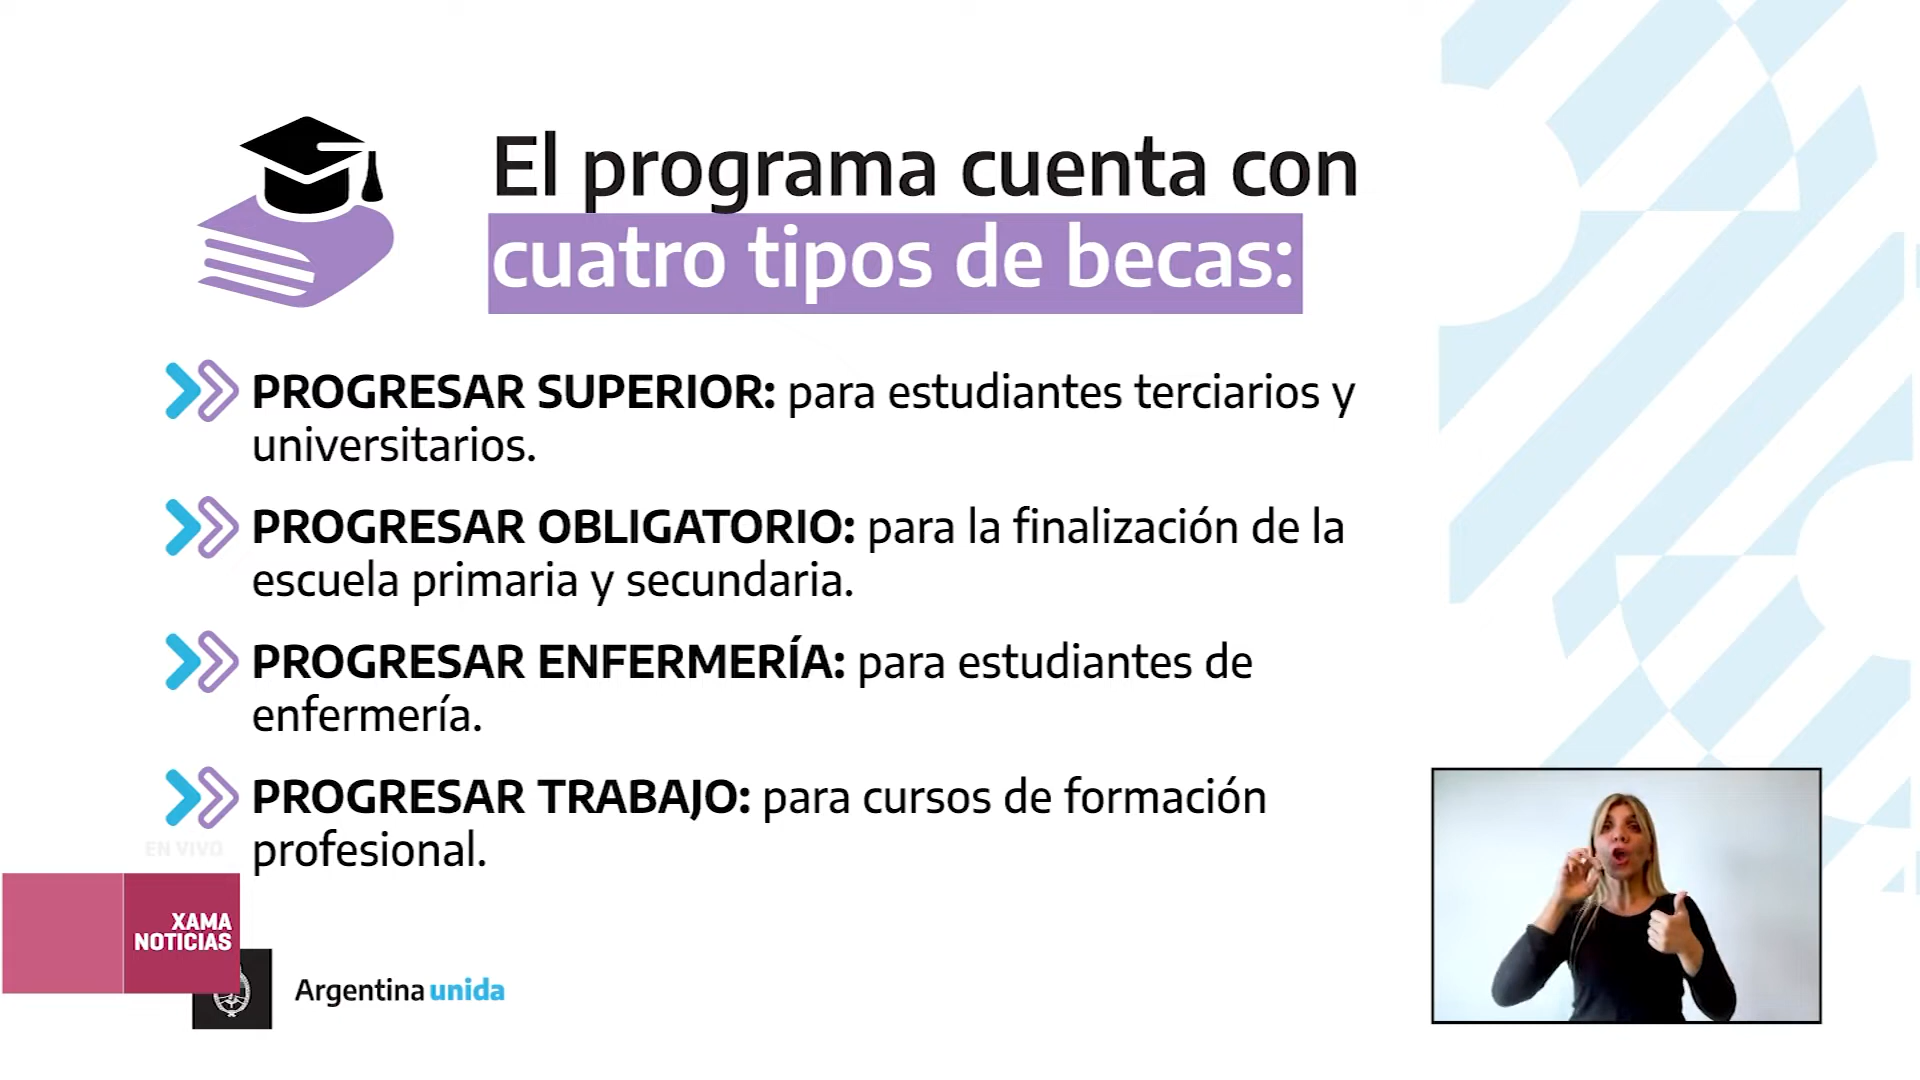 El programa cuenta con
cuatro tipos de becas:
PROGRESAR SUPERIOR: para estudiantes terciarios y
universitarios.
PROGRESAR OBLIGATORIO: para la finalización de la
escuela primaria y secundaria.
PROGRESAR ENFERMERÍA: para estudiantes de
enfermería.
PROGRESAR TRABAJO: para cursos de formación
profesional.
EN VIVO
XAMA
NOTICIAS
Argentina unida